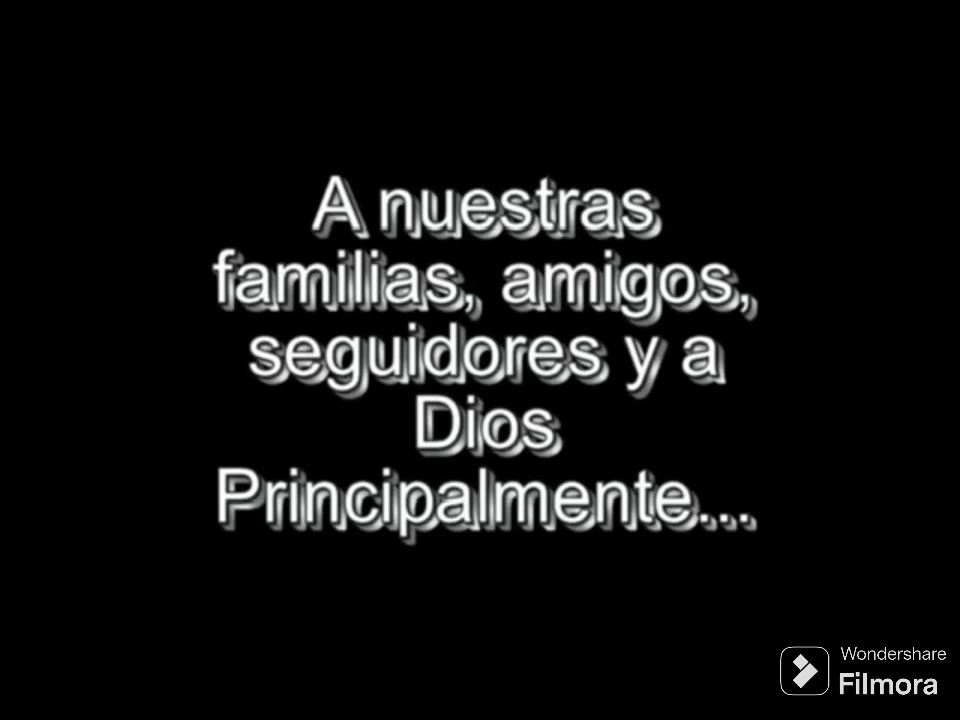 A nuestras
familias, amigos,
seguidores y a
Dios
Principalmente...
Wondershare
Filmora